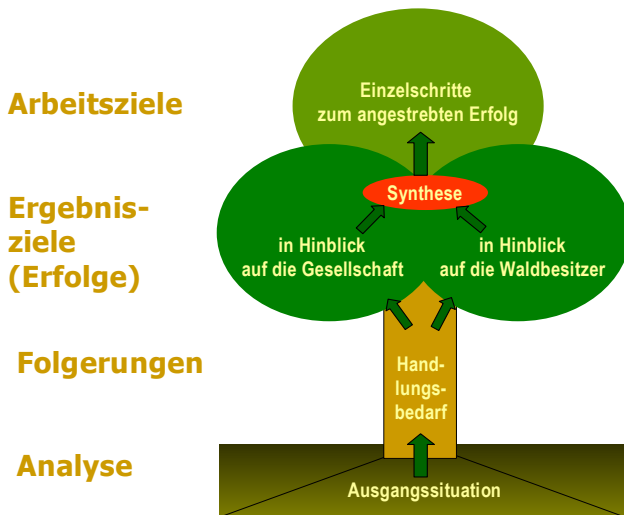 Arbeitsziele
Einzelschritte
zum angestrebten Erfolg
Ergebnis-
ziele
(Erfolge)
Synthese
in Hinblick
auf die Gesellschaft
in Hinblick
auf die Waldbesitzer
Folgerungen
Hand-
lungs-
bedarf
Analyse
Ausgangssituation